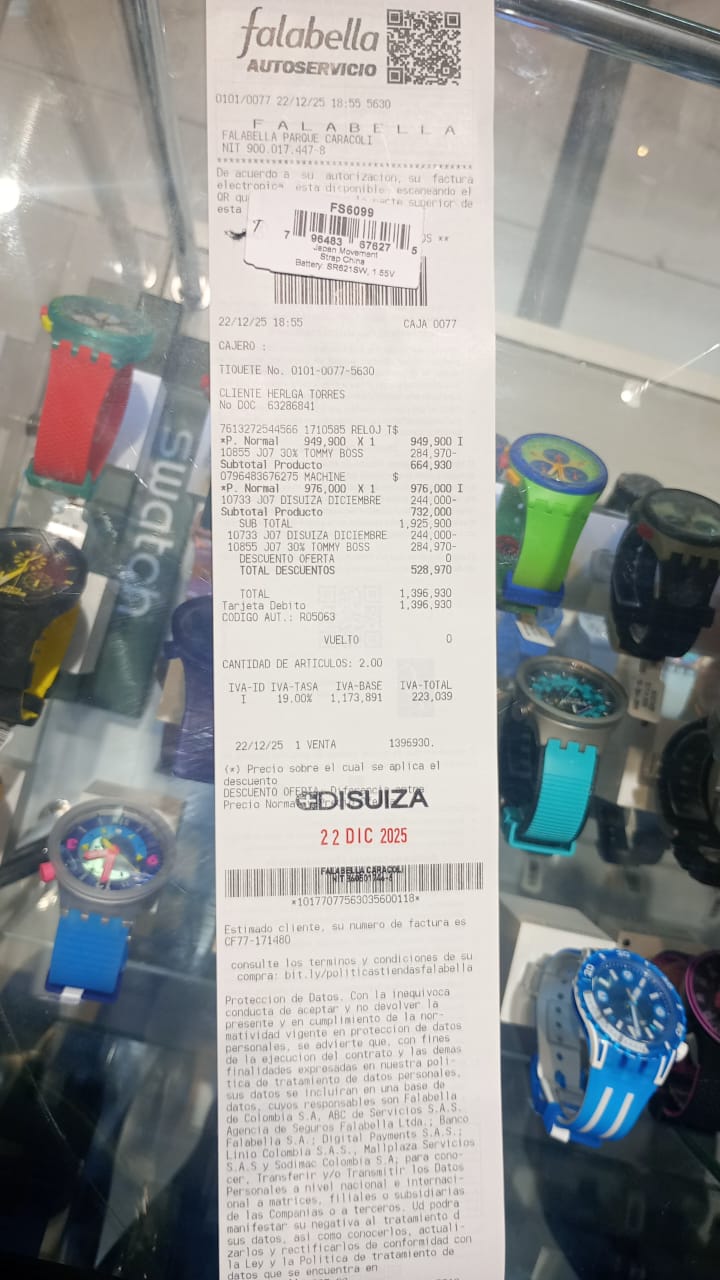 falabella
AUTOSERVICIO
0101/0077 22/12/25 18:55 5630
F A L A B E L L A
FALABELLA PARQUE CARACOLI
NIT 900.017.447-8
De acuerdo a su autorizacion, su factura
electronica esta disponible escaneando el
QR qu parte superior de
esta
FS6099
7 96483 67627 5
Japan Movement
Strap China
Battery: SR621SW, 1.55V
OS **
22/12/25 18:55 CAJA 0077
CAJERO :
TIQUETE No. 0101-0077-5630
CLIENTE HERLGA TORRES
No DOC 63286841
7613272544566 1710585 RELOJ T$
*P. Normal 949,900 X 1 949,900 I
10855 J07 30% TOMMY BOSS 284,970-
Subtotal Producto 664,930
0796483676275 MACHINE $
*P. Normal 976,000 X 1 976,000 I
10733 J07 DISUIZA DICIEMBRE 244,000-
Subtotal Producto 732,000
SUB TOTAL 1,925,900
10733 J07 DISUIZA DICIEMBRE 244,000-
10855 J07 30% TOMMY BOSS 284,970-
DESCUENTO OFERTA 0
TOTAL DESCUENTOS 528,970
TOTAL 1,396,930
Tarjeta Debito 1,396,930
CODIGO AUT.: R05063
VUELTO 0
CANTIDAD DE ARTICULOS: 2.00
IVA-ID IVA-TASA IVA-BASE IVA-TOTAL
I 19.00% 1,173,891 223,039
22/12/25 1 VENTA 1396930.
(*) Precio sobre el cual se aplica el
descuento
DESCUENTO OFERTA: Diferencia entre
Precio Norma
DISUIZA
22 DIC 2025
FALABELLA CARACOLI
*10177077563035600118*
Estimado cliente, su numero de factura es
CF77-171480
consulte los terminos y condiciones de su
compra: bit.ly/politicastiendasfalabella
Proteccion de Datos. Con la inequivoca
conducta de aceptar y no devolver la
presente y en cumplimiento de la nor-
matividad vigente en proteccion de datos
personales, se advierte que, con fines
de la ejecucion del contrato y las demas
finalidades expresadas en nuestra poli-
tica de tratamiento de datos personales,
sus datos se incluiran en una base de
datos, cuyos responsables son Falabella
de Colombia S.A, ABC de Servicios S.A.S.
Agencia de Seguros Falabella Ltda.; Banco
Falabella S.A.; Digital Payments S.A.S.;
Linio Colombia S.A.S., Mallplaza Servicios
S.A.S y Sodimac Colombia S.A; para cono-
cer, Transferir y/o Transmitir los Datos
Personales a nivel nacional e internaci-
onal a matrices, filiales o subsidiarias
de las Companias o a terceros. Ud podra
manifestar su negativa al tratamiento d
sus datos, asi como conocerlos, actuali-
zarlos y rectificarlos de conformidad con
la Ley y la Politica de tratamiento de
datos que se encuentra en
swatch